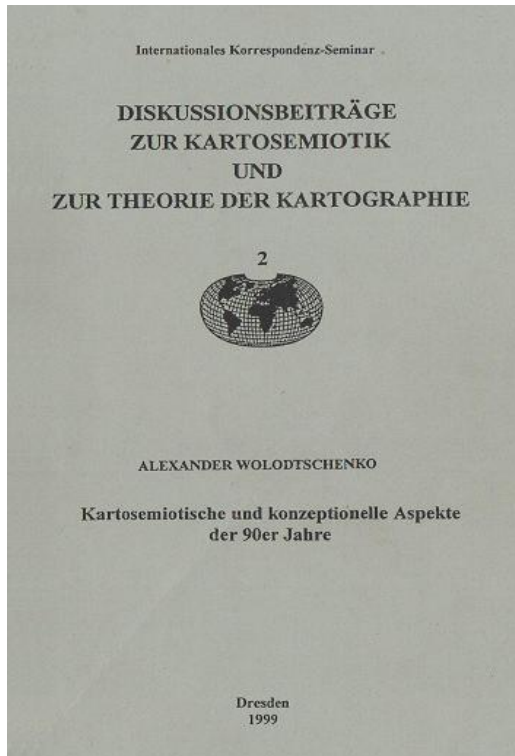 Internationales Korrespondenz-Seminar
DISKUSSIONSBEITRÄGE
ZUR KARTOSEMIOTIK
UND
ZUR THEORIE DER KARTOGRAPHIE
2
ALEXANDER WOLODTSCHENKO
Kartosemiotische und konzeptionelle Aspekte
der 90er Jahre
Dresden
1999